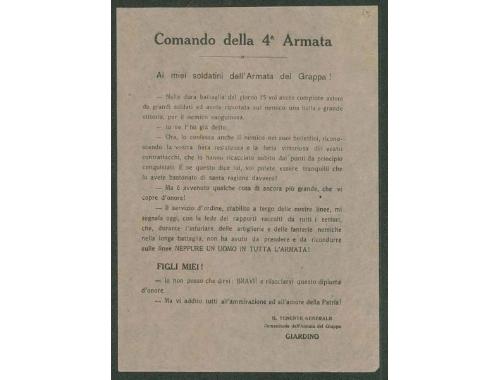 Comando della 4ª Armata
Ai miei soldatini dell'Armata del Grappa!
— Nella dura battaglia del giorno 15 voi avete compiute azioni
da grandi soldati ed avete riportata sul nemico una bella e grande
vittoria, per il nemico sanguinosa.
— Io ve l'ho già detto.
— Ora, lo confessa anche il nemico nei suoi bollettini, ricono-
scendo la vostra fiera resistenza e la furia vittoriosa dei vostri
contrattacchi, che lo hanno ricacciato subito dai punti da principio
conquistati. E se questo dice lui, voi potete essere tranquilli che
lo avete bastonato di santa ragione davvero!
— Ma è avvenuto qualche cosa di ancora più grande, che vi
copre d'onore!
— Il servizio d'ordine, stabilito a tergo delle nostre linee, mi
segnala oggi, con la fede dei rapporti raccolti da tutti i settori,
che, durante l'infuriare delle artiglierie e delle fanterie nemiche
nella lunga battaglia, non ha avuto da prendere e da ricondurre
sulle linee NEPPURE UN UOMO IN TUTTA L'ARMATA!
FIGLI MIEI!
— Io non posso che dirvi: BRAVI! e rilasciarvi questo diploma
d'onore.
— Ma vi addito tutti all'ammirazione ed all'amore della Patria!
IL TENENTE GENERALE
Comandante dell'Armata del Grappa
GIARDINO